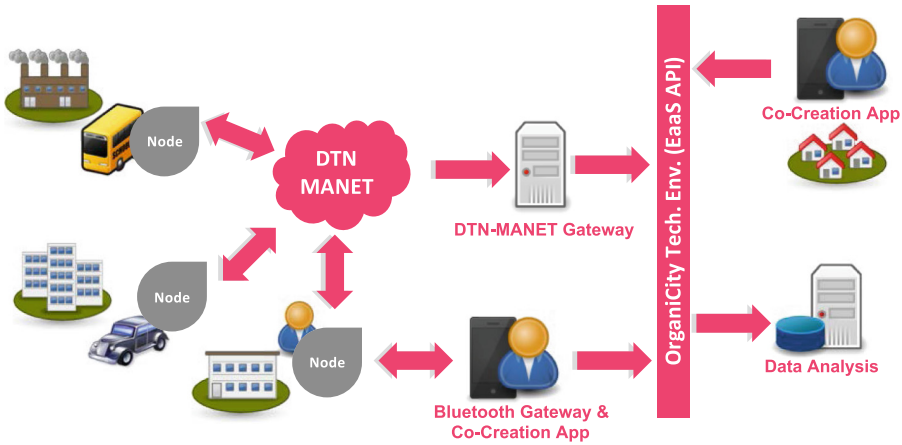 Node
DTN
MANET
DTN-MANET Gateway
Node
Node
Bluetooth Gateway &
Co-Creation App
OrganiCity Tech. Env. (EaaS API)
Co-Creation App
Data Analysis